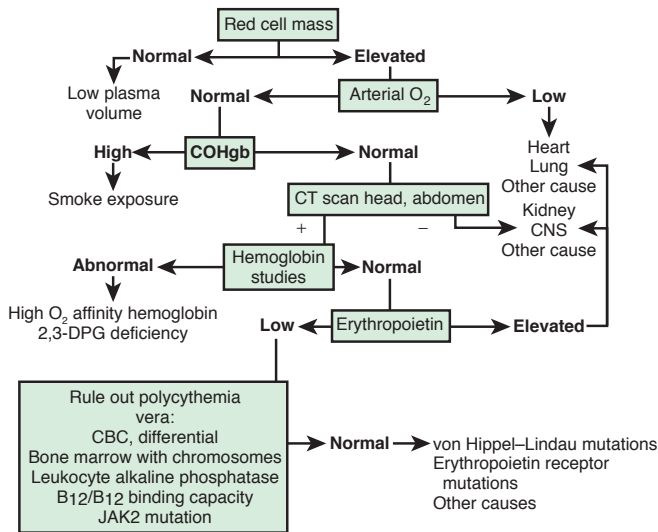 Red cell mass
Normal
Elevated
Low plasma
volume
Normal
Arterial O₂
Low
High
COHgb
Normal
Heart
Lung
Other cause
Smoke exposure
CT scan head, abdomen
Kidney
CNS
Other cause
+
–
Abnormal
Hemoglobin
studies
Normal
High O₂ affinity hemoglobin
2,3-DPG deficiency
Low
Erythropoietin
Elevated
Rule out polycythemia
vera:
CBC, differential
Bone marrow with chromosomes
Leukocyte alkaline phosphatase
B12/B12 binding capacity
JAK2 mutation
Normal
von Hippel–Lindau mutations
Erythropoietin receptor
mutations
Other causes